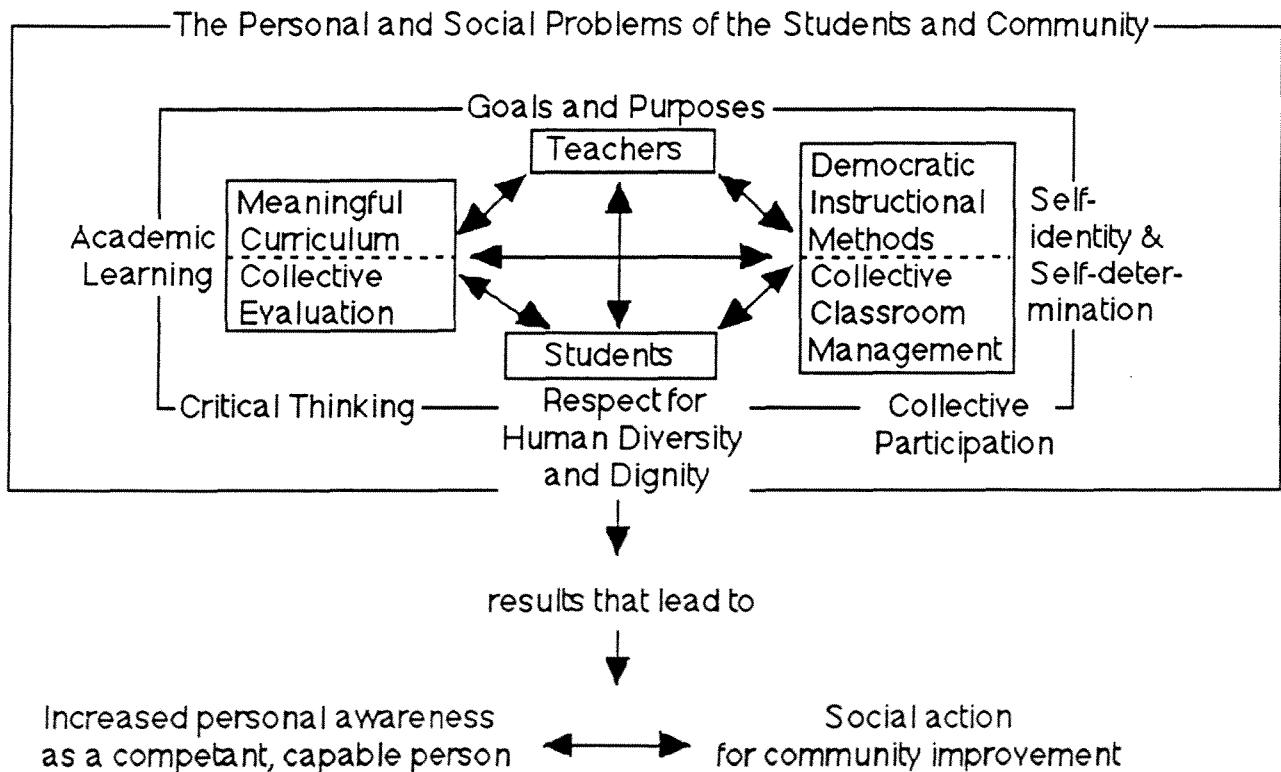 The Personal and Social Problems of the Students and Community
Goals and Purposes
Teachers
Meaningful
Curriculum
Collective
Evaluation
Democratic
Instructional
Methods
Collective
Classroom
Management
Academic
Learning
Self-
identity &
Self-deter-
mination
Students
Critical Thinking
Respect for
Human Diversity
and Dignity
Collective
Participation
results that lead to
Increased personal awareness
as a competant, capable person
Social action
for community improvement